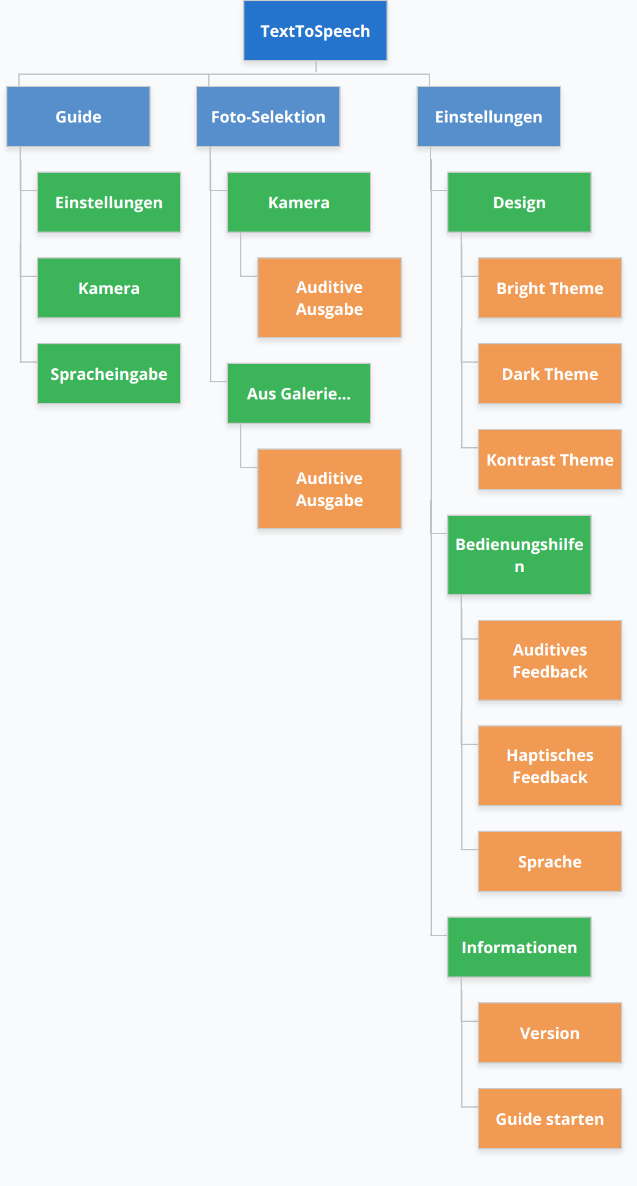 TextToSpeech
Guide
Einstellungen
Kamera
Spracheingabe
Foto-Selektion
Kamera
Auditive
Ausgabe
Aus Galerie...
Auditive
Ausgabe
Einstellungen
Design
Bright Theme
Dark Theme
Kontrast Theme
Bedienungshilfe
n
Auditives
Feedback
Haptisches
Feedback
Sprache
Informationen
Version
Guide starten